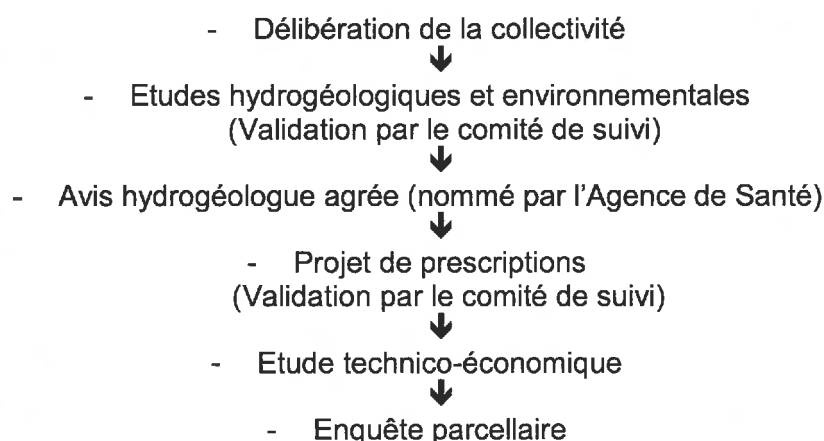 - Délibération de la collectivité
- Etudes hydrogéologiques et environnementales
(Validation par le comité de suivi)
- Avis hydrogéologue agrée (nommé par l'Agence de Santé)
- Projet de prescriptions
(Validation par le comité de suivi)
- Etude technico-économique
- Enquête parcellaire